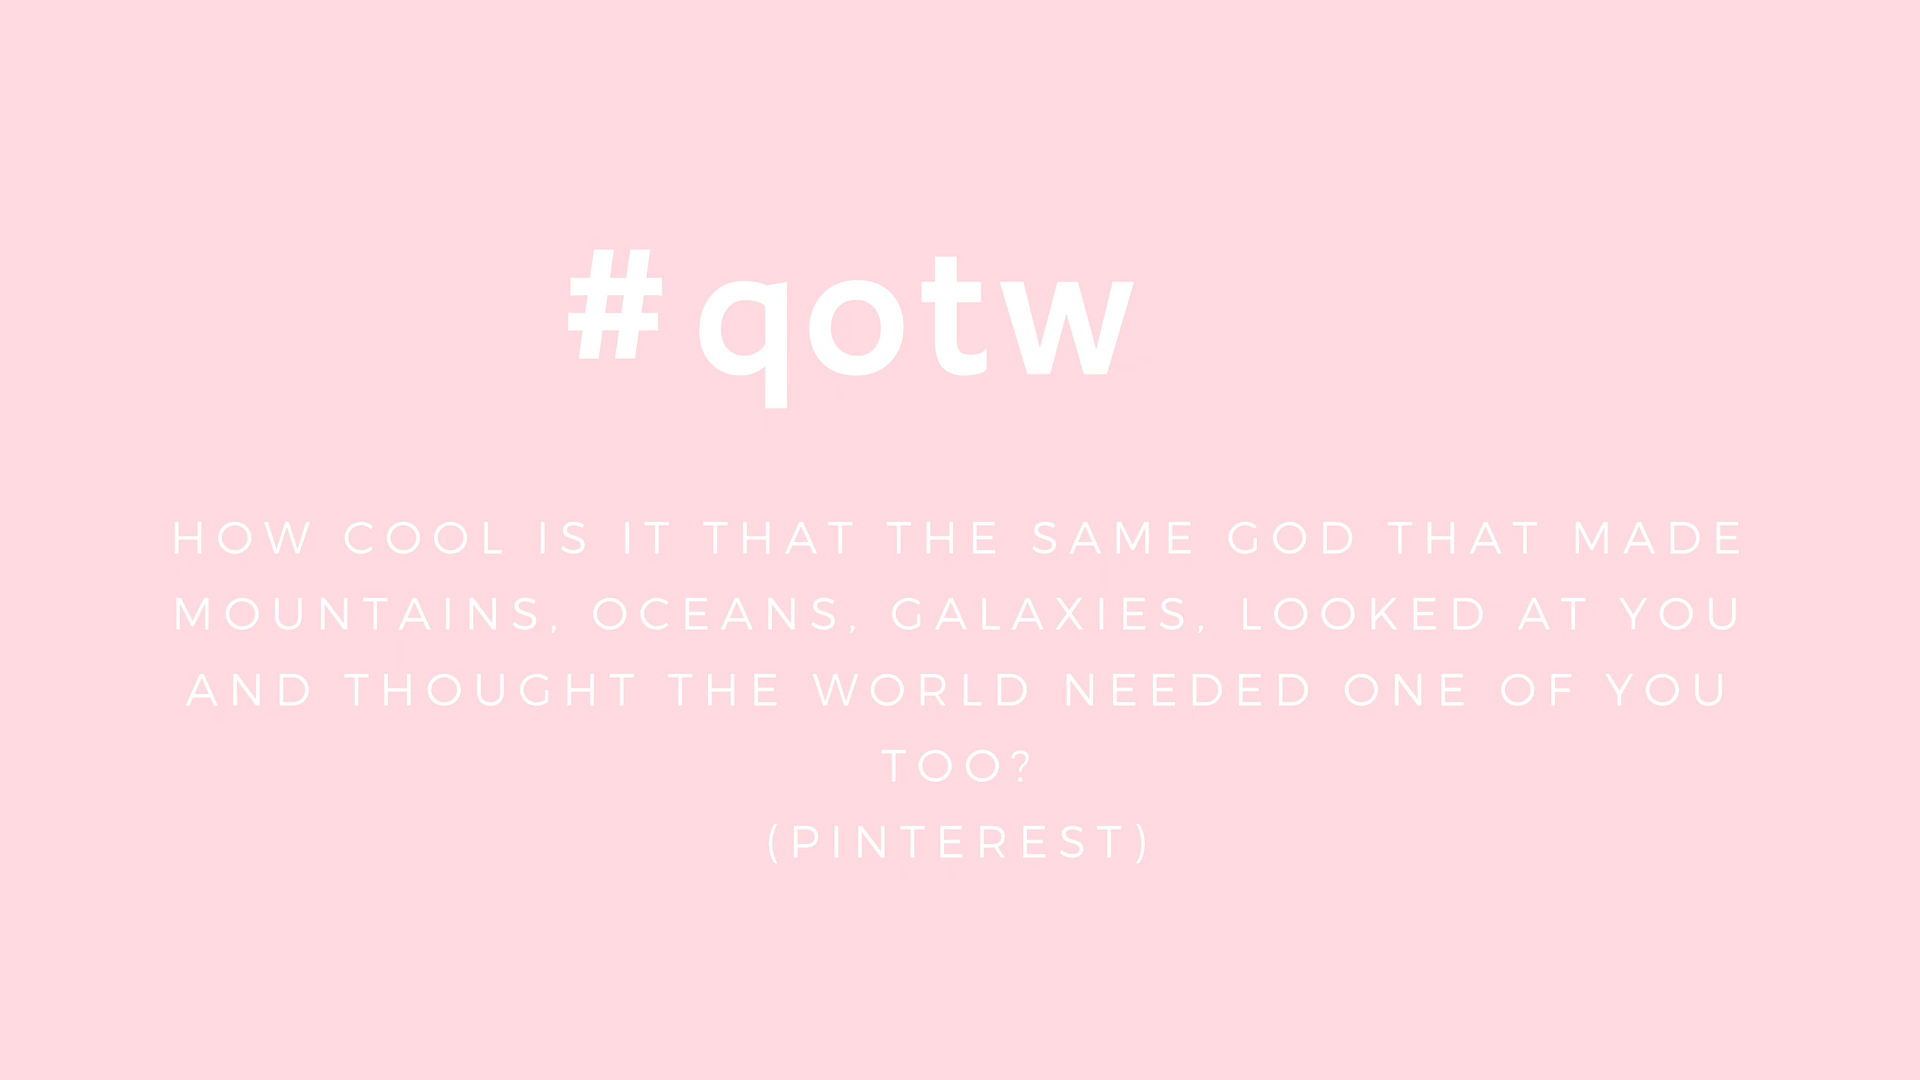 #qotw
HOW COOL IS IT THAT THE SAME GOD THAT MADE
MOUNTAINS, OCEANS, GALAXIES, LOOKED AT YOU
AND THOUGHT THE WORLD NEEDED ONE OF YOU
TOO?
(PINTEREST)